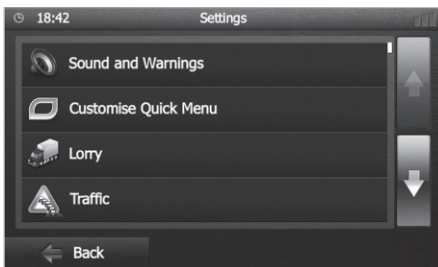 18:42 Settings
Sound and Warnings
Customise Quick Menu
Lorry
Traffic
Back